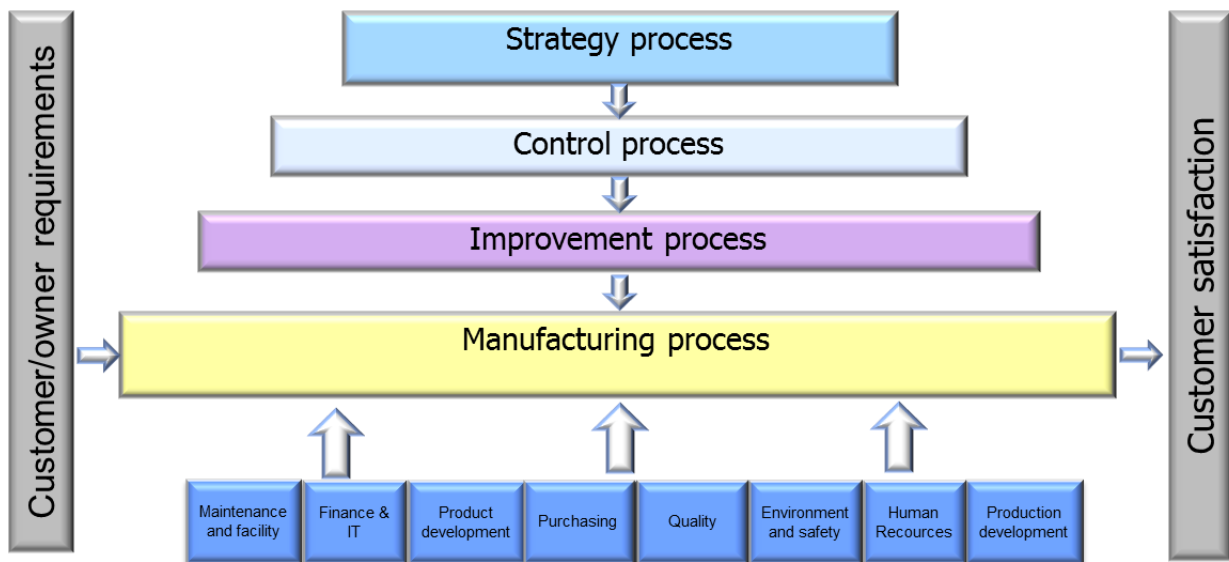 Customer/owner requirements
Strategy process
Control process
Improvement process
Manufacturing process
Maintenance
and facility
Finance &
IT
Product
development
Purchasing
Quality
Environment
and safety
Human
Recources
Production
development
Customer satisfaction